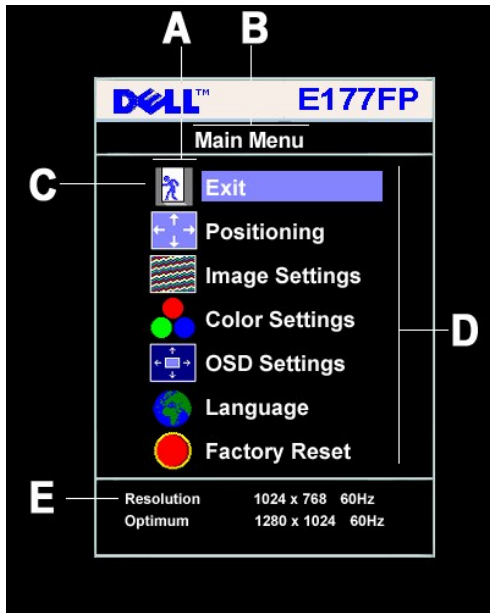 A B
DELL™ E177FP
Main Menu
C
Exit
Positioning
Image Settings
Color Settings
D
OSD Settings
Language
Factory Reset
E
Resolution 1024 x 768 60Hz
Optimum 1280 x 1024 60Hz